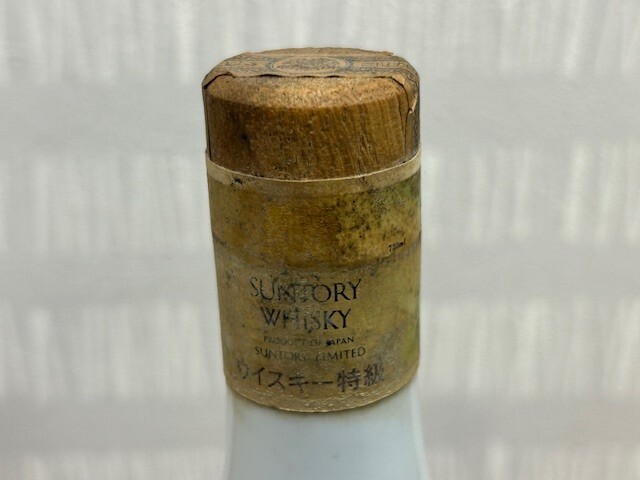 SUNTORY
WHISKY
PRODUCT OF JAPAN
SUNTORY LIMITED
ウイスキー特級